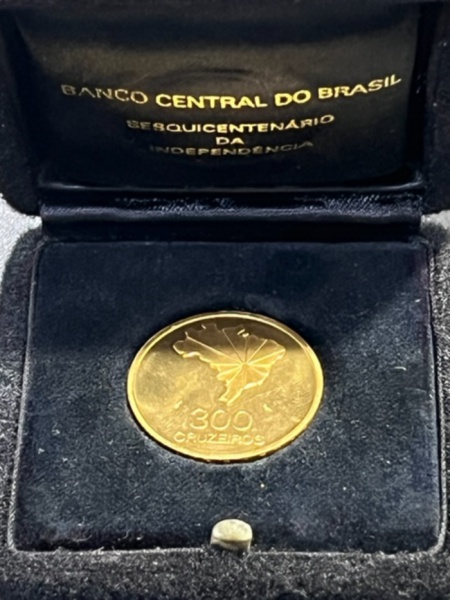 BANCO CENTRAL DO BRASIL
SESQUICENTENÁRIO
DA
INDEPENDÊNCIA
300
CRUZEIROS